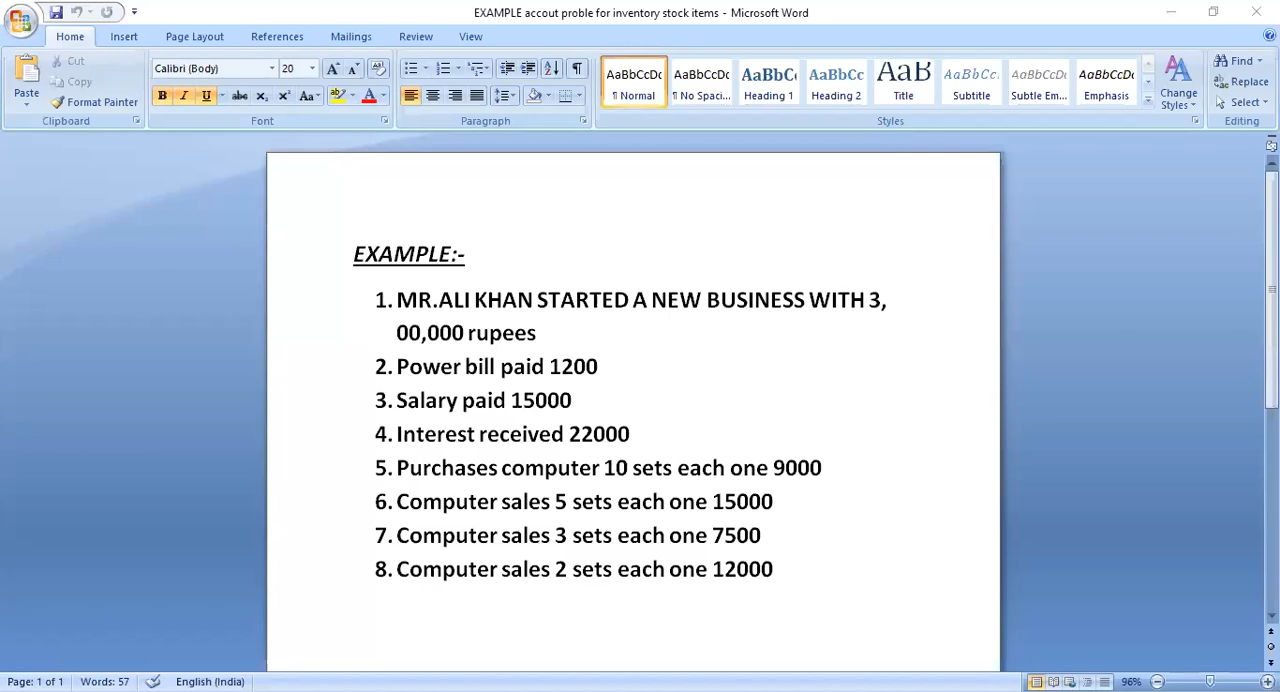 EXAMPLE accout proble for inventory stock items - Microsoft Word
Home Insert Page Layout References Mailings Review View
Paste
Cut
Copy
Format Painter
Clipboard
Calibri (Body) 20
B I U abc X₂ X² Aa
Font
Paragraph
AaBbCcDc AaBbCcDc AaBbC AaBbCc AaB AaBbCc. AaBbCcDc AaBbCcDc
¶ Normal ¶ No Spaci... Heading 1 Heading 2 Title Subtitle Subtle Em... Emphasis
Change Styles
Styles
Find
Replace
Select
Editing
EXAMPLE:-
1. MR.ALI KHAN STARTED A NEW BUSINESS WITH 3,
00,000 rupees
2. Power bill paid 1200
3. Salary paid 15000
4. Interest received 22000
5. Purchases computer 10 sets each one 9000
6. Computer sales 5 sets each one 15000
7. Computer sales 3 sets each one 7500
8. Computer sales 2 sets each one 12000
Page: 1 of 1 Words: 57 English (India) 96%